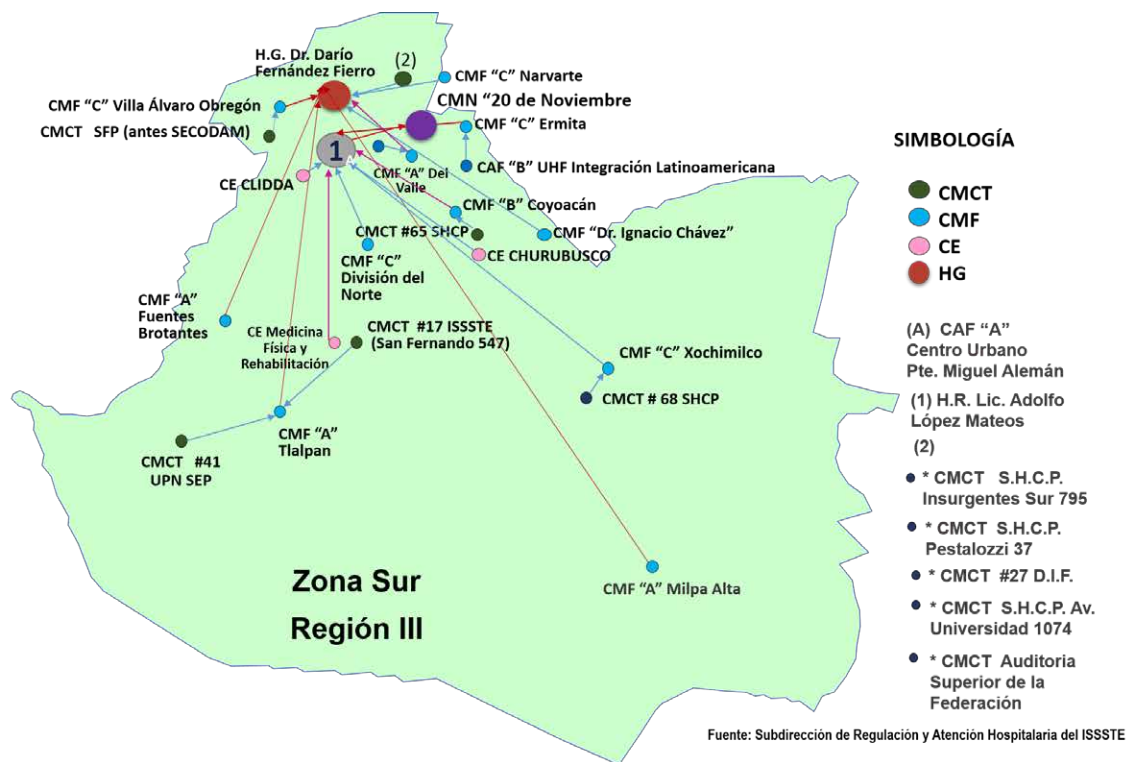 H.G. Dr. Darío
Fernández Fierro
(2)
CMF “C” Narvarte
CMF “C” Villa Álvaro Obregón
CMN “20 de Noviembre
CMCT SFP (antes SECODAM)
CMF “C” Ermita
1
A
CMF “A” Del
Valle
CAF “B” UHF Integración Latinoamericana
CE CLIDDA
CMF “B” Coyoacán
CMCT #65 SHCP
CMF “Dr. Ignacio Chávez”
CE CHURUBUSCO
CMF “C”
División del
Norte
CMF “A”
Fuentes
Brotantes
CE Medicina
Física y
Rehabilitación
CMCT #17 ISSSTE
(San Fernando 547)
CMF “C” Xochimilco
CMCT # 68 SHCP
CMF “A”
Tlalpan
CMCT #41
UPN SEP
CMF “A” Milpa Alta
Zona Sur
Región III
SIMBOLOGÍA
CMCT
CMF
CE
HG
(A) CAF “A”
Centro Urbano
Pte. Miguel Alemán
(1) H.R. Lic. Adolfo
López Mateos
(2)
* CMCT S.H.C.P.
Insurgentes Sur 795
* CMCT S.H.C.P.
Pestalozzi 37
* CMCT #27 D.I.F.
* CMCT S.H.C.P. Av.
Universidad 1074
* CMCT Auditoria
Superior de la
Federación
Fuente: Subdirección de Regulación y Atención Hospitalaria del ISSSTE